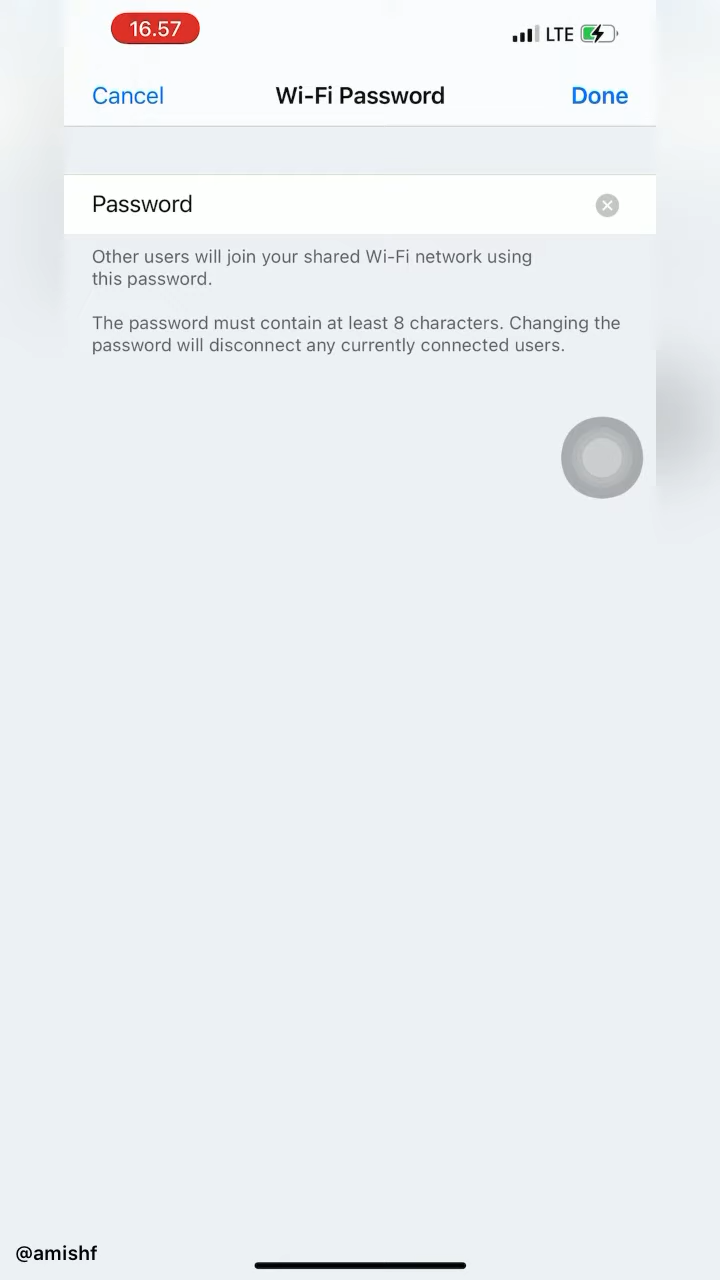 16.57
LTE
Cancel
Wi-Fi Password
Done
Password
Other users will join your shared Wi-Fi network using
this password.
The password must contain at least 8 characters. Changing the
password will disconnect any currently connected users.
@amishf